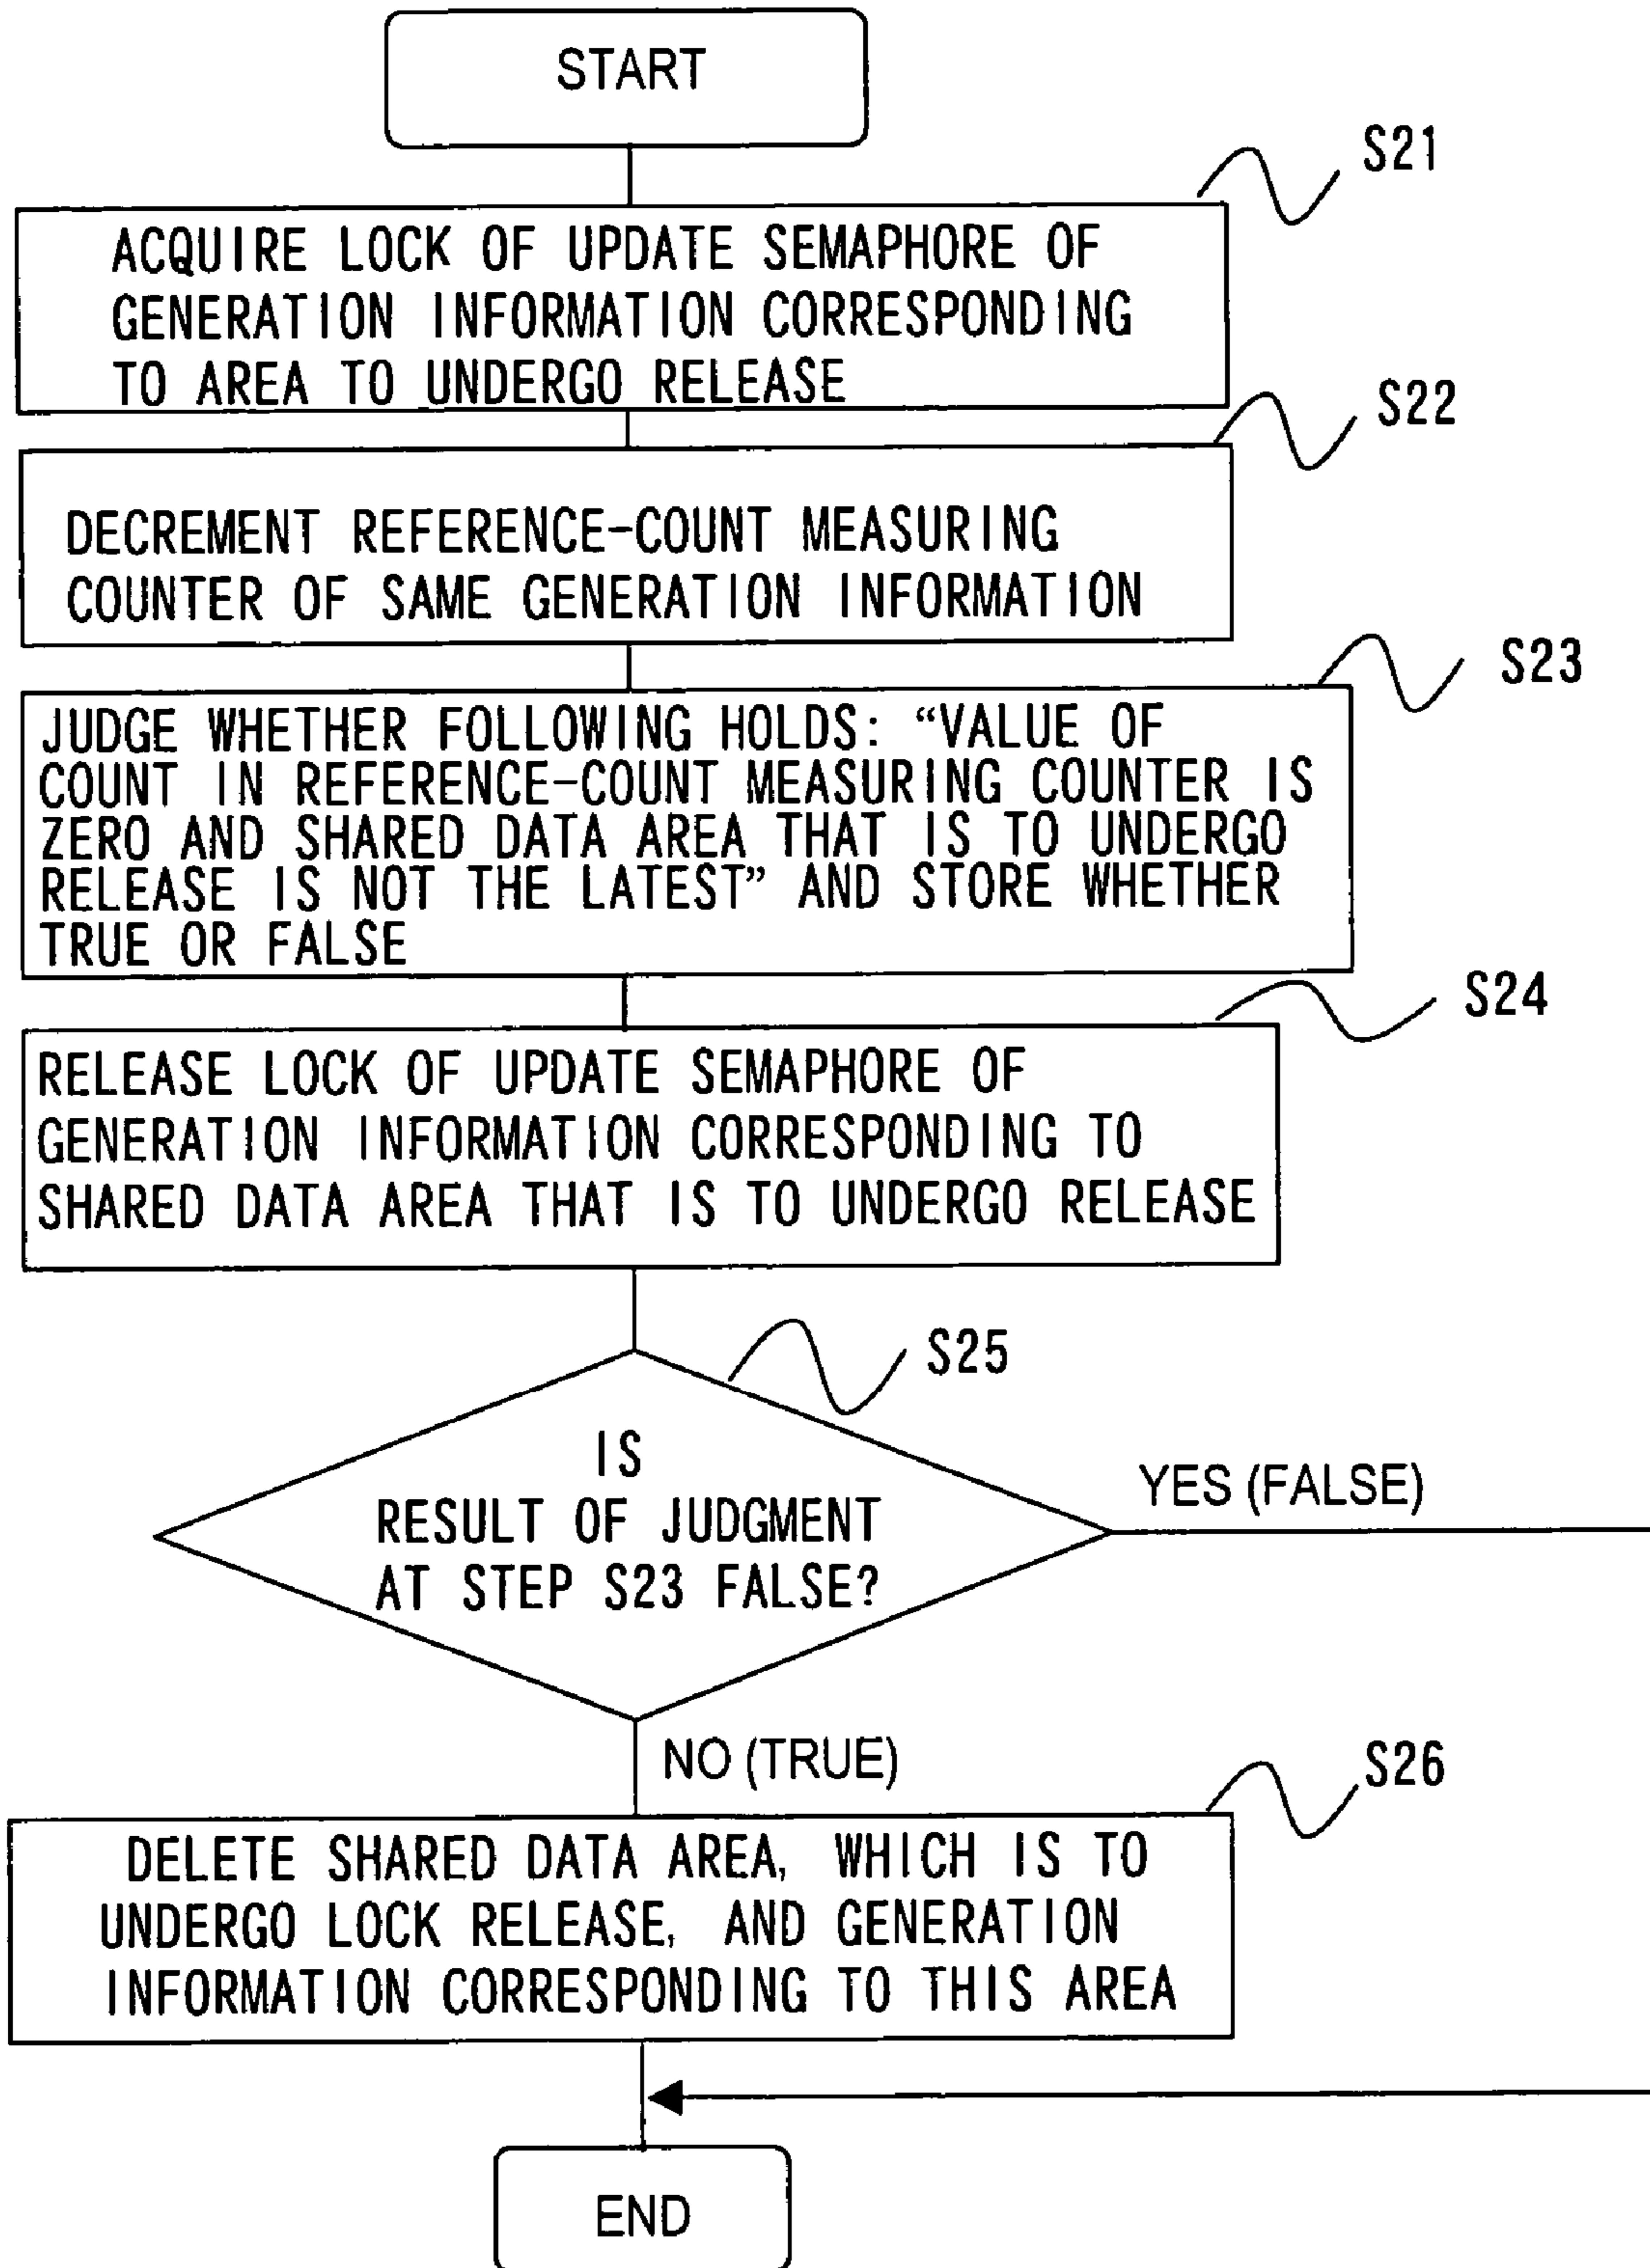 START
S21
ACQUIRE LOCK OF UPDATE SEMAPHORE OF
GENERATION INFORMATION CORRESPONDING
TO AREA TO UNDERGO RELEASE
S22
DECREMENT REFERENCE-COUNT MEASURING
COUNTER OF SAME GENERATION INFORMATION
S23
JUDGE WHETHER FOLLOWING HOLDS: “VALUE OF
COUNT IN REFERENCE-COUNT MEASURING COUNTER IS
ZERO AND SHARED DATA AREA THAT IS TO UNDERGO
RELEASE IS NOT THE LATEST” AND STORE WHETHER
TRUE OR FALSE
S24
RELEASE LOCK OF UPDATE SEMAPHORE OF
GENERATION INFORMATION CORRESPONDING TO
SHARED DATA AREA THAT IS TO UNDERGO RELEASE
S25
IS
RESULT OF JUDGMENT
AT STEP S23 FALSE?
YES (FALSE)
NO (TRUE)
S26
DELETE SHARED DATA AREA, WHICH IS TO
UNDERGO LOCK RELEASE, AND GENERATION
INFORMATION CORRESPONDING TO THIS AREA
END